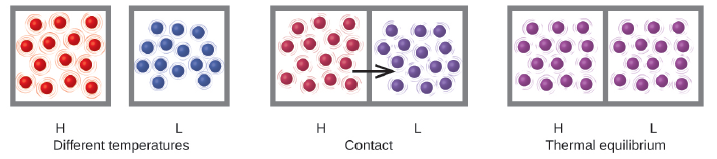 H L
Different temperatures
H L
Contact
H L
Thermal equilibrium